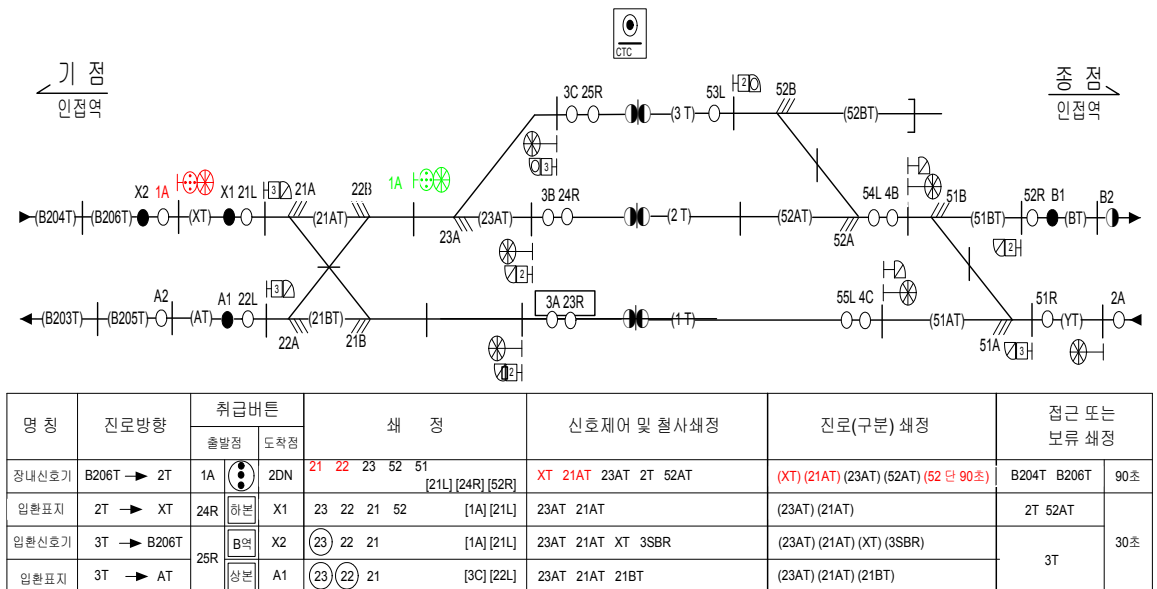 CTC
기 점
인접역
종 점
인접역
3C 25R
(3 T)
53L
2
52B
(52BT)
3
X2 1A
X1 21L
3
21A
22B
1A
54L 4B
51B
52R B1
B2
(B204T)
(B206T)
(XT)
(21AT)
23A
(23AT)
3B 24R
(2 T)
(52AT)
52A
(51BT)
(BT)
2
2
A2
A1 22L
3
3A 23R
55L 4C
51R
2A
(B203T)
(B205T)
(AT)
22A
(21BT)
21B
(1 T)
(51AT)
51A
(YT)
2
3
명 칭 진로방향 취급버튼 쇄 정 신호제어 및 철사쇄정 진로(구분) 쇄정 접근 또는 보류 쇄정
출발점 도착점
장내신호기 B206T → 2T 1A 2DN 21 22 23 52 51 [21L] [24R] [52R] XT 21AT 23AT 2T 52AT (XT) (21AT) (23AT) (52AT) (52 단 90초) B204T B206T 90초
입환표지 2T → XT 24R 하본 X1 23 22 21 52 [1A] [21L] 23AT 21AT (23AT) (21AT) 2T 52AT 30초
입환신호기 3T → B206T 25R B역 X2 23 22 21 [1A] [21L] 23AT 21AT XT 3SBR (23AT) (21AT) (XT) (3SBR) 3T
입환표지 3T → AT 상본 A1 23 22 21 [3C] [22L] 23AT 21AT 21BT (23AT) (21AT) (21BT)